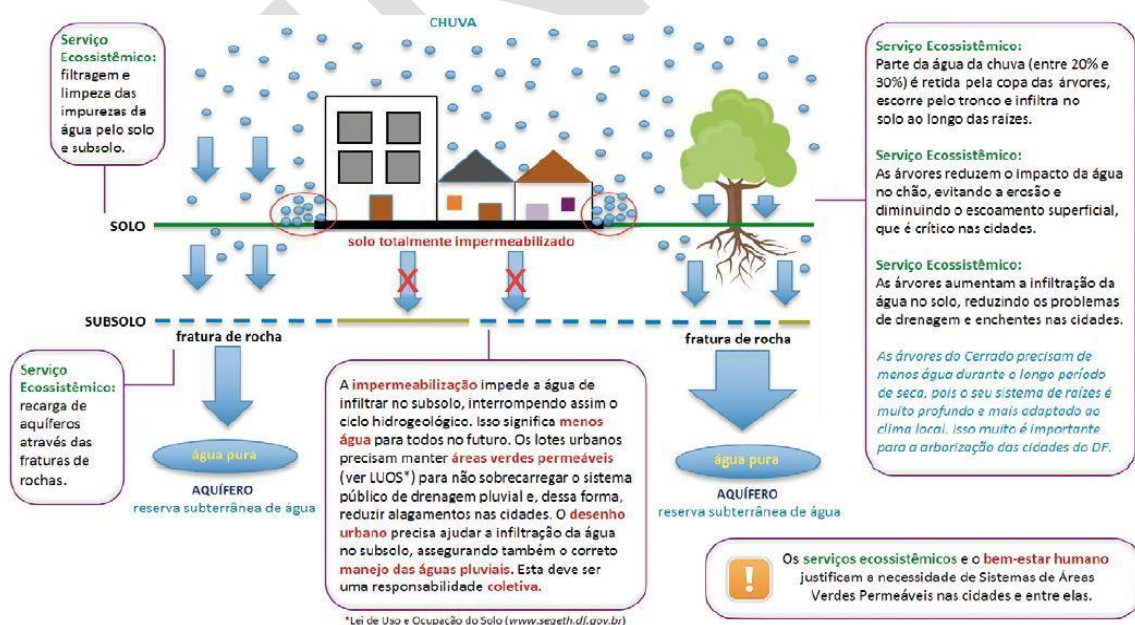 CHUVA
Serviço
Ecossistêmico:
filtragem e
limpeza das
impurezas da
água pelo solo
e subsolo.
SOLO
solo totalmente impermeabilizado
X
X
SUBSOLO
fratura de rocha
fratura de rocha
Serviço
Ecossistêmico:
recarga de
aquíferos
através das
fraturas de
rochas.
água pura
AQUÍFERO
reserva subterrânea de água
A impermeabilização impede a água de
infiltrar no subsolo, interrompendo assim o
ciclo hidrogeológico. Isso significa menos
água para todos no futuro. Os lotes urbanos
precisam manter áreas verdes permeáveis
(ver LUOS*) para não sobrecarregar o sistema
público de drenagem pluvial e, dessa forma,
reduzir alagamentos nas cidades. O desenho
urbano precisa ajudar a infiltração da água
no subsolo, assegurando também o correto
manejo das águas pluviais. Esta deve ser
uma responsabilidade coletiva.
*Lei de Uso e Ocupação do Solo (www.segeth.df.gov.br)
água pura
AQUÍFERO
reserva subterrânea de água
Serviço Ecossistêmico:
Parte da água da chuva (entre 20% e
30%) é retida pela copa das árvores,
escorre pelo tronco e infiltra no
solo ao longo das raízes.
Serviço Ecossistêmico:
As árvores reduzem o impacto da água
no chão, evitando a erosão e
diminuindo o escoamento superficial,
que é crítico nas cidades.
Serviço Ecossistêmico:
As árvores aumentam a infiltração da
água no solo, reduzindo os problemas
de drenagem e enchentes nas cidades.
As árvores do Cerrado precisam de
menos água durante o longo período
de seca, pois o seu sistema de raízes é
muito profundo e mais adaptado ao
clima local. Isso muito é importante
para a arborização das cidades do DF.
!
Os serviços ecossistêmicos e o bem-estar humano
justificam a necessidade de Sistemas de Áreas
Verdes Permeáveis nas cidades e entre elas.